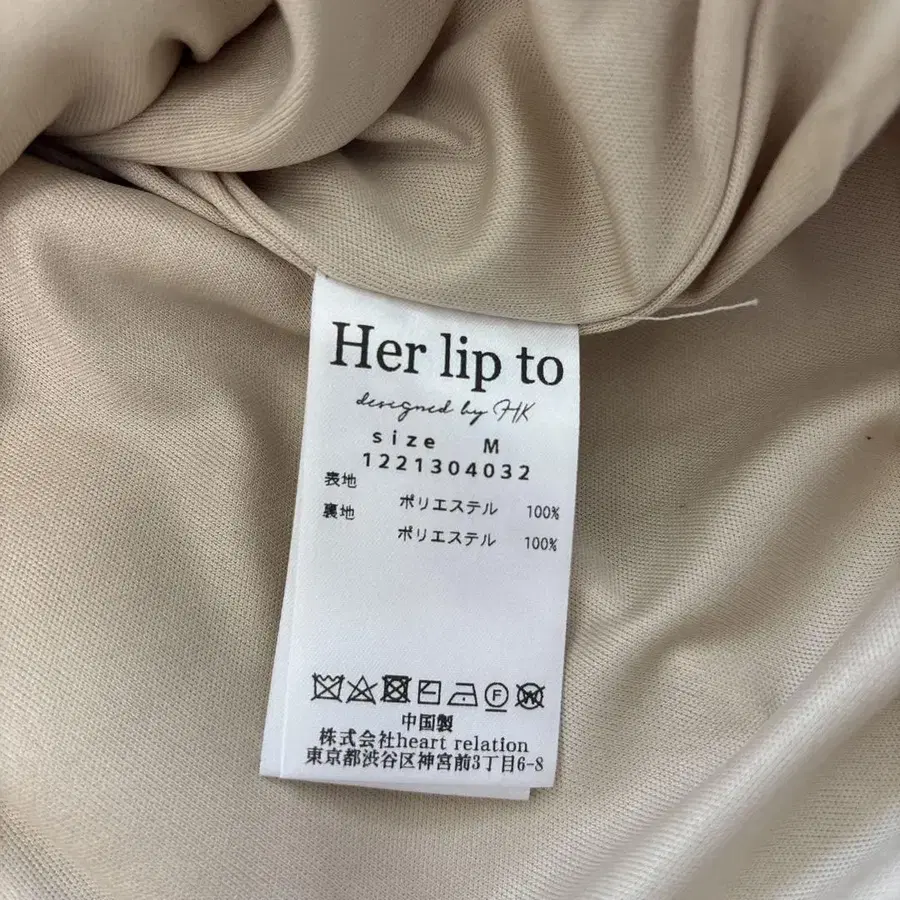 Her lip to
designed by HK
size M
1221304032
表地
ポリエステル 100%
裏地
ポリエステル 100%
中国製
株式会社heart relation
東京都渋谷区神宮前3丁目6-8